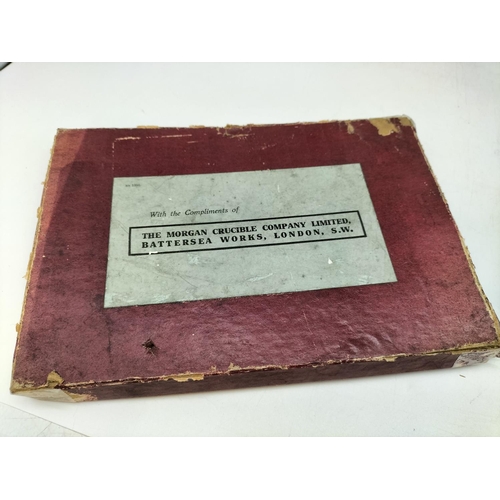 With the Compliments of
THE MORGAN CRUCIBLE COMPANY LIMITED,
BATTERSEA WORKS, LONDON, S.W.